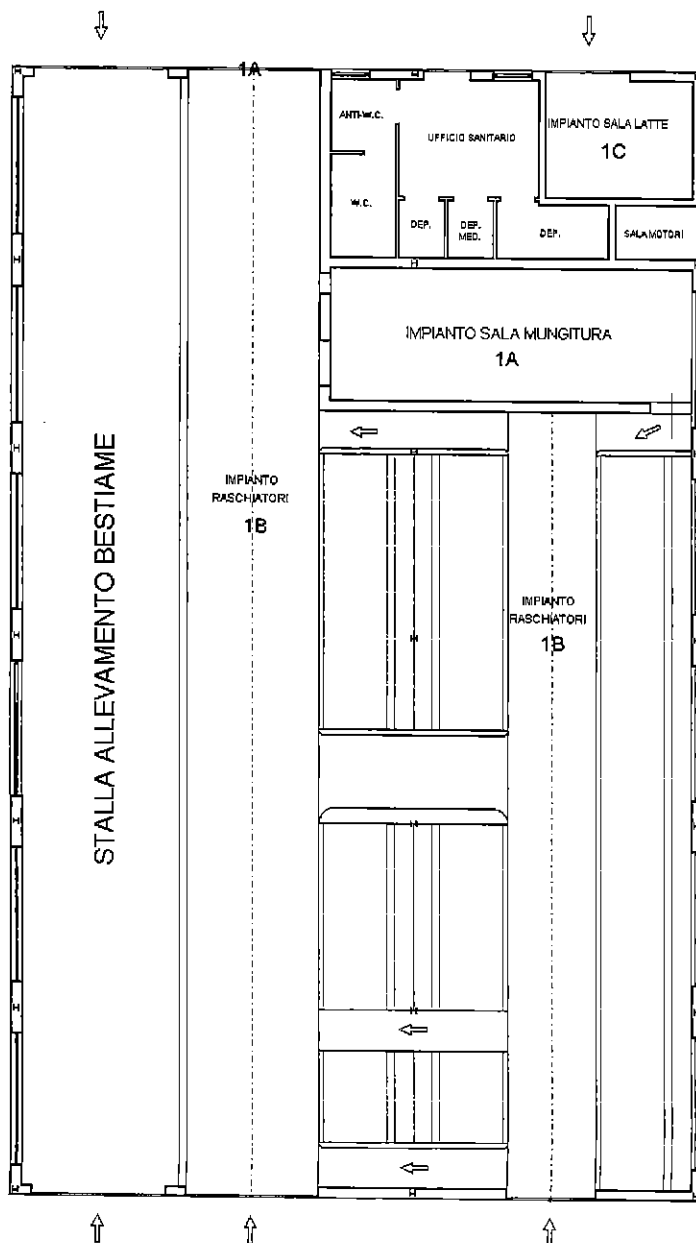 1A
ANTI-W.C.
UFFICIO SANITARIO
IMPIANTO SALA LATTE
1C
W.C.
DEP.
DEP.
MED.
DEP.
SALA MOTORI
IMPIANTO SALA MUNGITURA
1A
STALLA ALLEVAMENTO BESTIAME
IMPIANTO
RASCHIATORI
1B
IMPIANTO
RASCHIATORI
1B